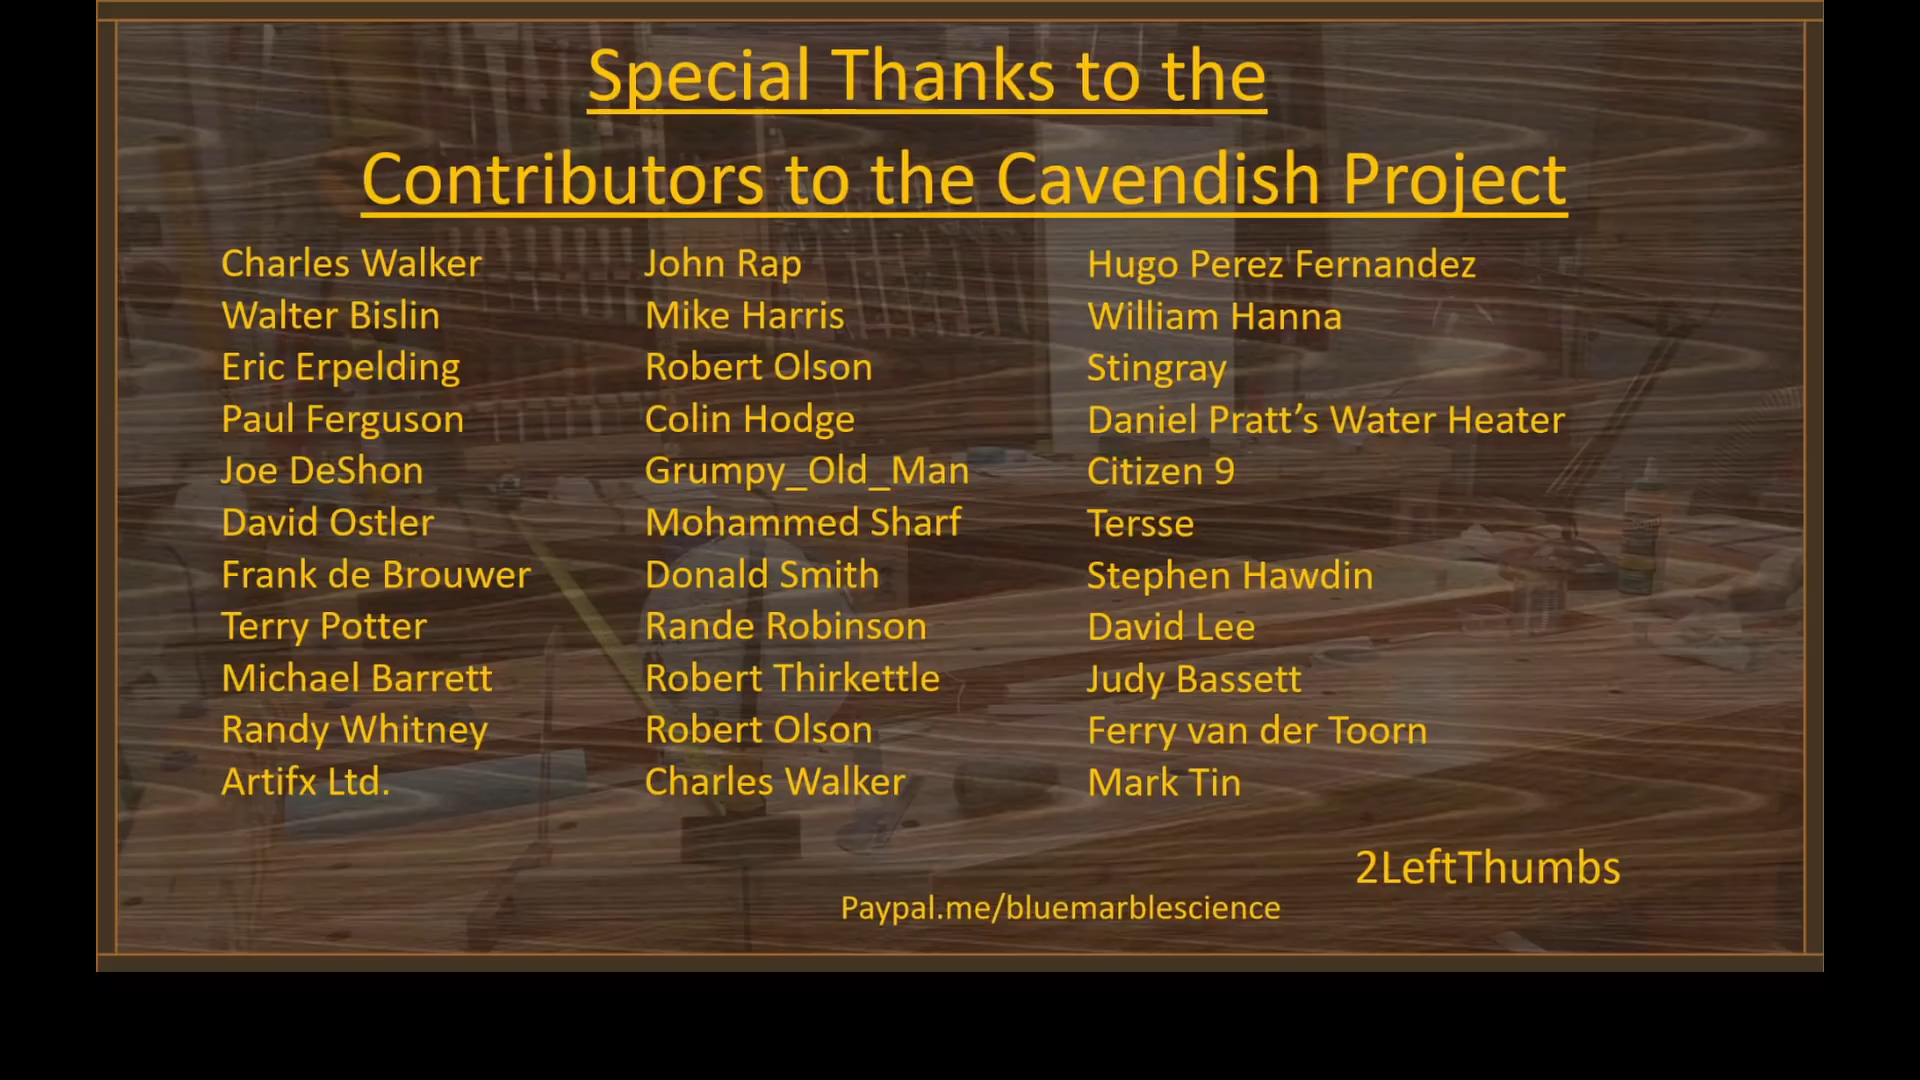 Special Thanks to the
Contributors to the Cavendish Project
Charles Walker
Walter Bislin
Eric Erpelding
Paul Ferguson
Joe DeShon
David Ostler
Frank de Brouwer
Terry Potter
Michael Barrett
Randy Whitney
Artifx Ltd.
John Rap
Mike Harris
Robert Olson
Colin Hodge
Grumpy_Old_Man
Mohammed Sharf
Donald Smith
Rande Robinson
Robert Thirkettle
Robert Olson
Charles Walker
Hugo Perez Fernandez
William Hanna
Stingray
Daniel Pratt’s Water Heater
Citizen 9
Tersse
Stephen Hawdin
David Lee
Judy Bassett
Ferry van der Toorn
Mark Tin
2LeftThumbs
Paypal.me/bluemarblescience